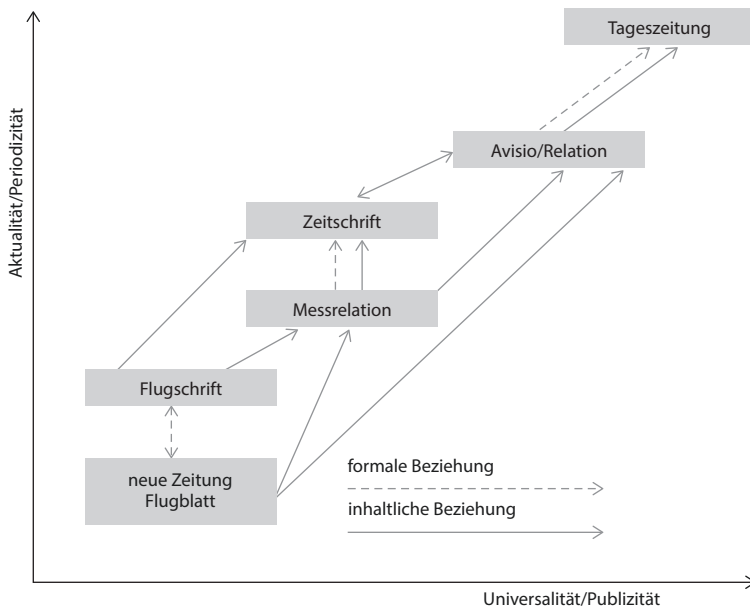 Tageszeitung
Aktualität/Periodizität
Avisio/Relation
Zeitschrift
Messrelation
Flugschrift
neue Zeitung
Flugblatt
formale Beziehung
inhaltliche Beziehung
Universalität/Publizität